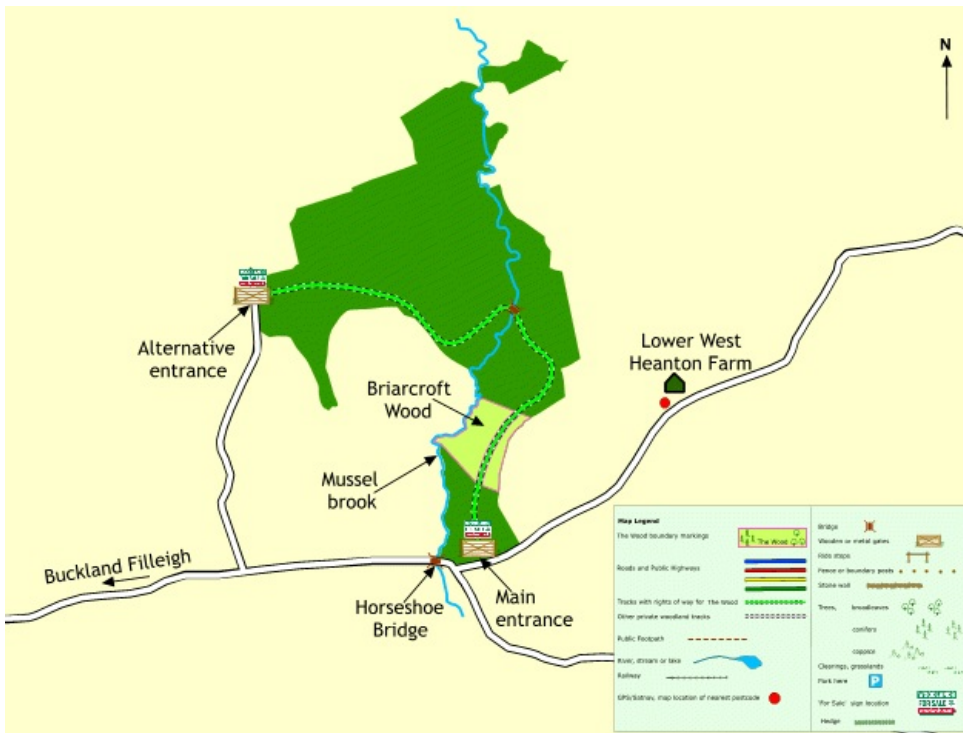 N
Alternative
entrance
Lower West
Heanton Farm
Briarcroft
Wood
Mussel
brook
Buckland Filleigh
Horseshoe
Bridge
Main
entrance
Map Legend
The Wood boundary markings
The Wood
Roads and Public Highways
Tracks with rights of way for The Wood
Other private woodland tracks
Public Footpath
River, stream or lake
Railway
GPS/Satnav, map location of nearest postcode
Bridge
Wooden or metal gates
Ride stops
Fence or boundary posts
Stone wall
Trees, broadleaves
conifers
coppice
Clearings, grasslands
Park here
P
'For Sale' sign location
FOR SALE
Hedge